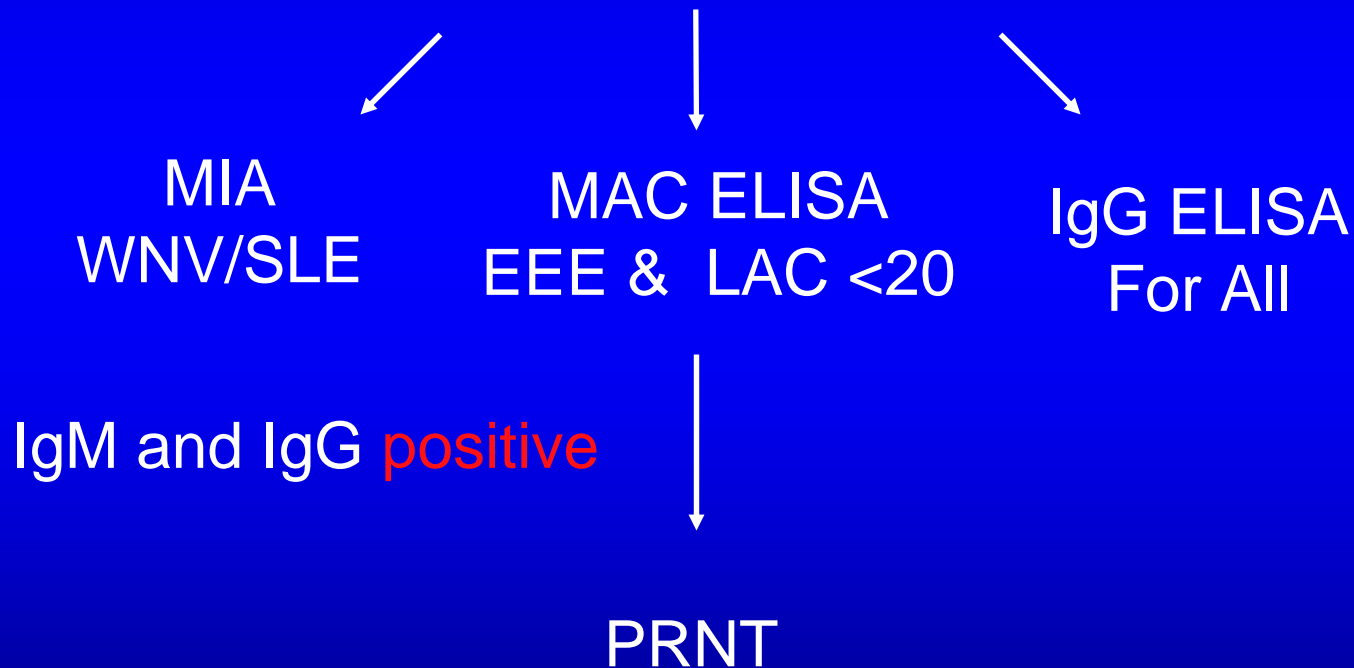 MIA
WNV/SLE
MAC ELISA
EEE & LAC <20
IgG ELISA
For All
IgM and IgG positive
PRNT